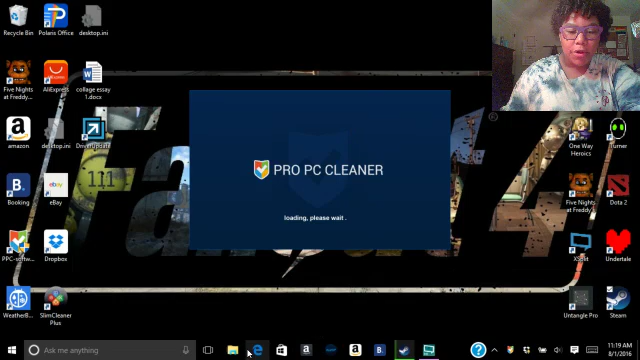 Recycle Bin
Polaris Office
desktop.ini
Five Nights
at Freddy...
AliExpress
collage essay
1.docx
amazon
desktop.ini
DriverUpdate
Booking
eBay
PPC-softw...
Dropbox
WeatherB...
SlimCleaner
Plus
PRO PC CLEANER
loading, please wait .
One Way
Heroics
Turner
Five Nights
at Freddy...
Dota 2
XSplit
Undertale
Untangle Pro
Steam
Ask me anything
11:19 AM
8/1/2016